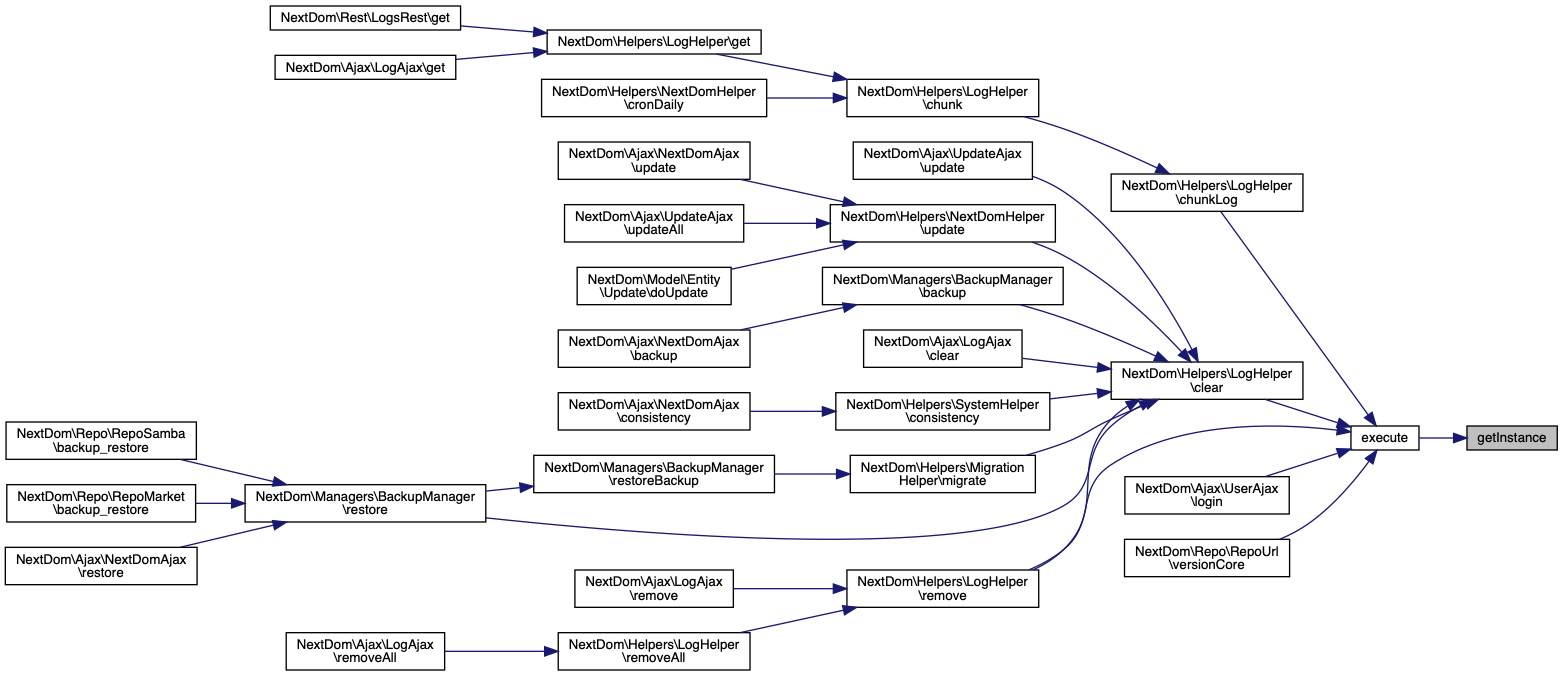 NextDom\Rest\LogsRest\get
NextDom\Helpers\LogHelper\get
NextDom\Ajax\LogAjax\get
NextDom\Helpers\NextDomHelper
\cronDaily
NextDom\Helpers\LogHelper
\chunk
NextDom\Ajax\NextDomAjax
\update
NextDom\Ajax\UpdateAjax
\update
NextDom\Helpers\LogHelper
\chunkLog
NextDom\Ajax\UpdateAjax
\updateAll
NextDom\Helpers\NextDomHelper
\update
NextDom\Model\Entity
\Update\doUpdate
NextDom\Managers\BackupManager
\backup
NextDom\Ajax\NextDomAjax
\backup
NextDom\Ajax\LogAjax
\clear
NextDom\Helpers\LogHelper
\clear
NextDom\Ajax\NextDomAjax
\consistency
NextDom\Helpers\SystemHelper
\consistency
execute
getInstance
NextDom\Repo\RepoSamba
\backup_restore
NextDom\Managers\BackupManager
\restoreBackup
NextDom\Helpers\Migration
Helper\migrate
NextDom\Repo\RepoMarket
\backup_restore
NextDom\Managers\BackupManager
\restore
NextDom\Ajax\UserAjax
\login
NextDom\Ajax\NextDomAjax
\restore
NextDom\Repo\RepoUrl
\versionCore
NextDom\Ajax\LogAjax
\remove
NextDom\Helpers\LogHelper
\remove
NextDom\Ajax\LogAjax
\removeAll
NextDom\Helpers\LogHelper
\removeAll